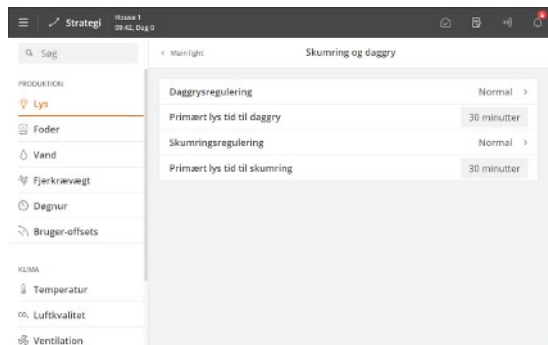 Strategi
House 1
09:42, Dag 0
Søg
Main light
Skumring og daggry
PRODUKTION
Lys
Foder
Vand
Fjerkrævægt
Døgnur
Bruger-offsets
KLIMA
Temperatur
CO₂ Luftkvalitet
Ventilation
Daggrysregulering Normal
Primært lys tid til daggry 30 minutter
Skumringsregulering Normal
Primært lys tid til skumring 30 minutter